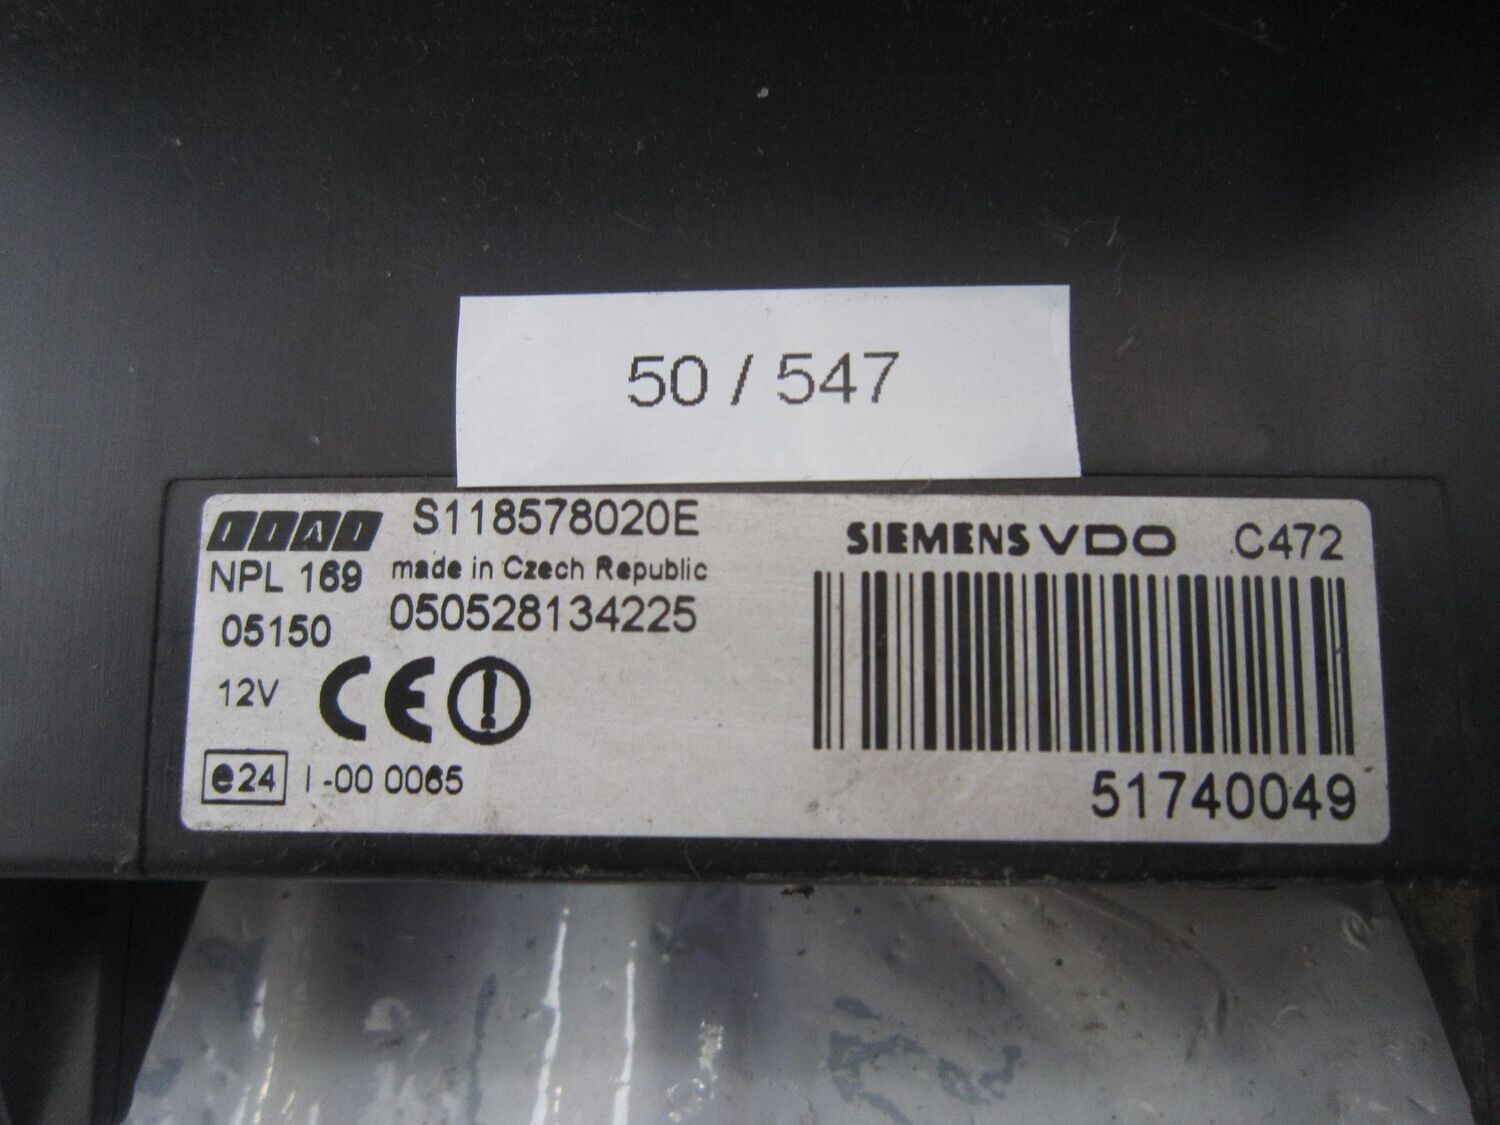 50 / 547
FIAT S118578020E
NPL 169 made in Czech Republic
05150 050528134225
12V CE
e24 I -00 0065
SIEMENS VDO C472
51740049